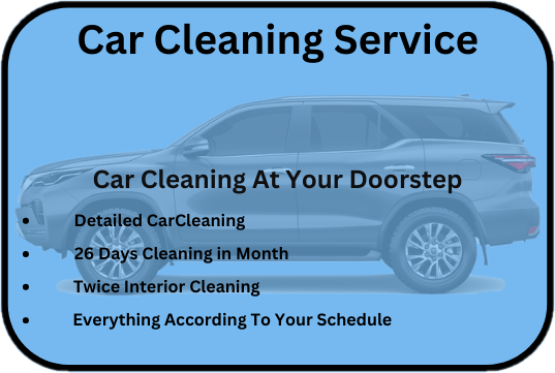 Car Cleaning Service
Car Cleaning At Your Doorstep
Detailed CarCleaning
26 Days Cleaning in Month
Twice Interior Cleaning
Everything According To Your Schedule